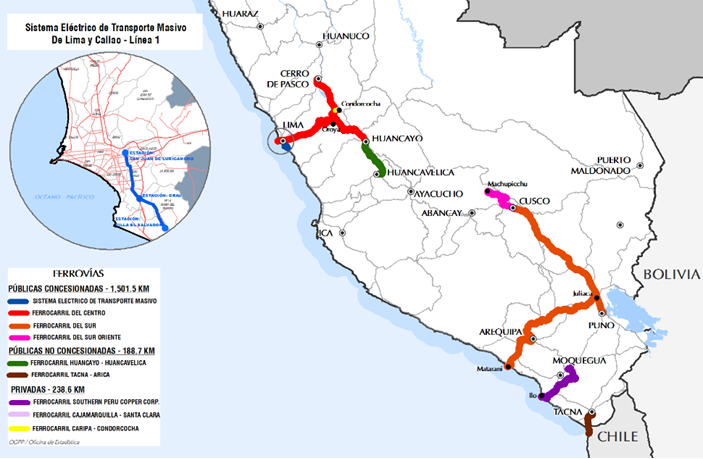 Sistema Eléctrico de Transporte Masivo
De Lima y Callao - Línea 1
ESTACIÓN:
SAN JUAN DE LURIGANCHO
ESTACIÓN: GRAU
ESTACIÓN:
VILLA EL SALVADOR
OCÉANO PACÍFICO
HUARAZ
HUANUCO
CERRO
DE PASCO
Condorcocha
LIMA
Oroya
HUANCAYO
HUANCAVELICA
AYACUCHO
ICA
ABANCAY
Machupicchu
CUSCO
PUERTO
MALDONADO
BOLIVIA
Juliaca
PUNO
AREQUIPA
Matarani
MOQUEGUA
Ilo
TACNA
CHILE
FERROVÍAS
PÚBLICAS CONCESIONADAS - 1,501.5 KM
SISTEMA ELECTRICO DE TRANSPORTE MASIVO
FERROCARRIL DEL CENTRO
FERROCARRIL DEL SUR
FERROCARRIL DEL SUR ORIENTE
PÚBLICAS NO CONCESIONADAS - 188.7 KM
FERROCARRIL HUANCAYO - HUANCAVELICA
FERROCARRIL TACNA - ARICA
PRIVADAS - 238.6 KM
FERROCARRIL SOUTHERN PERU COPPER CORP.
FERROCARRIL CAJAMARQUILLA - SANTA CLARA
FERROCARRIL CARIPA - CONDORCOCHA
OGPP / Oficina de Estadística